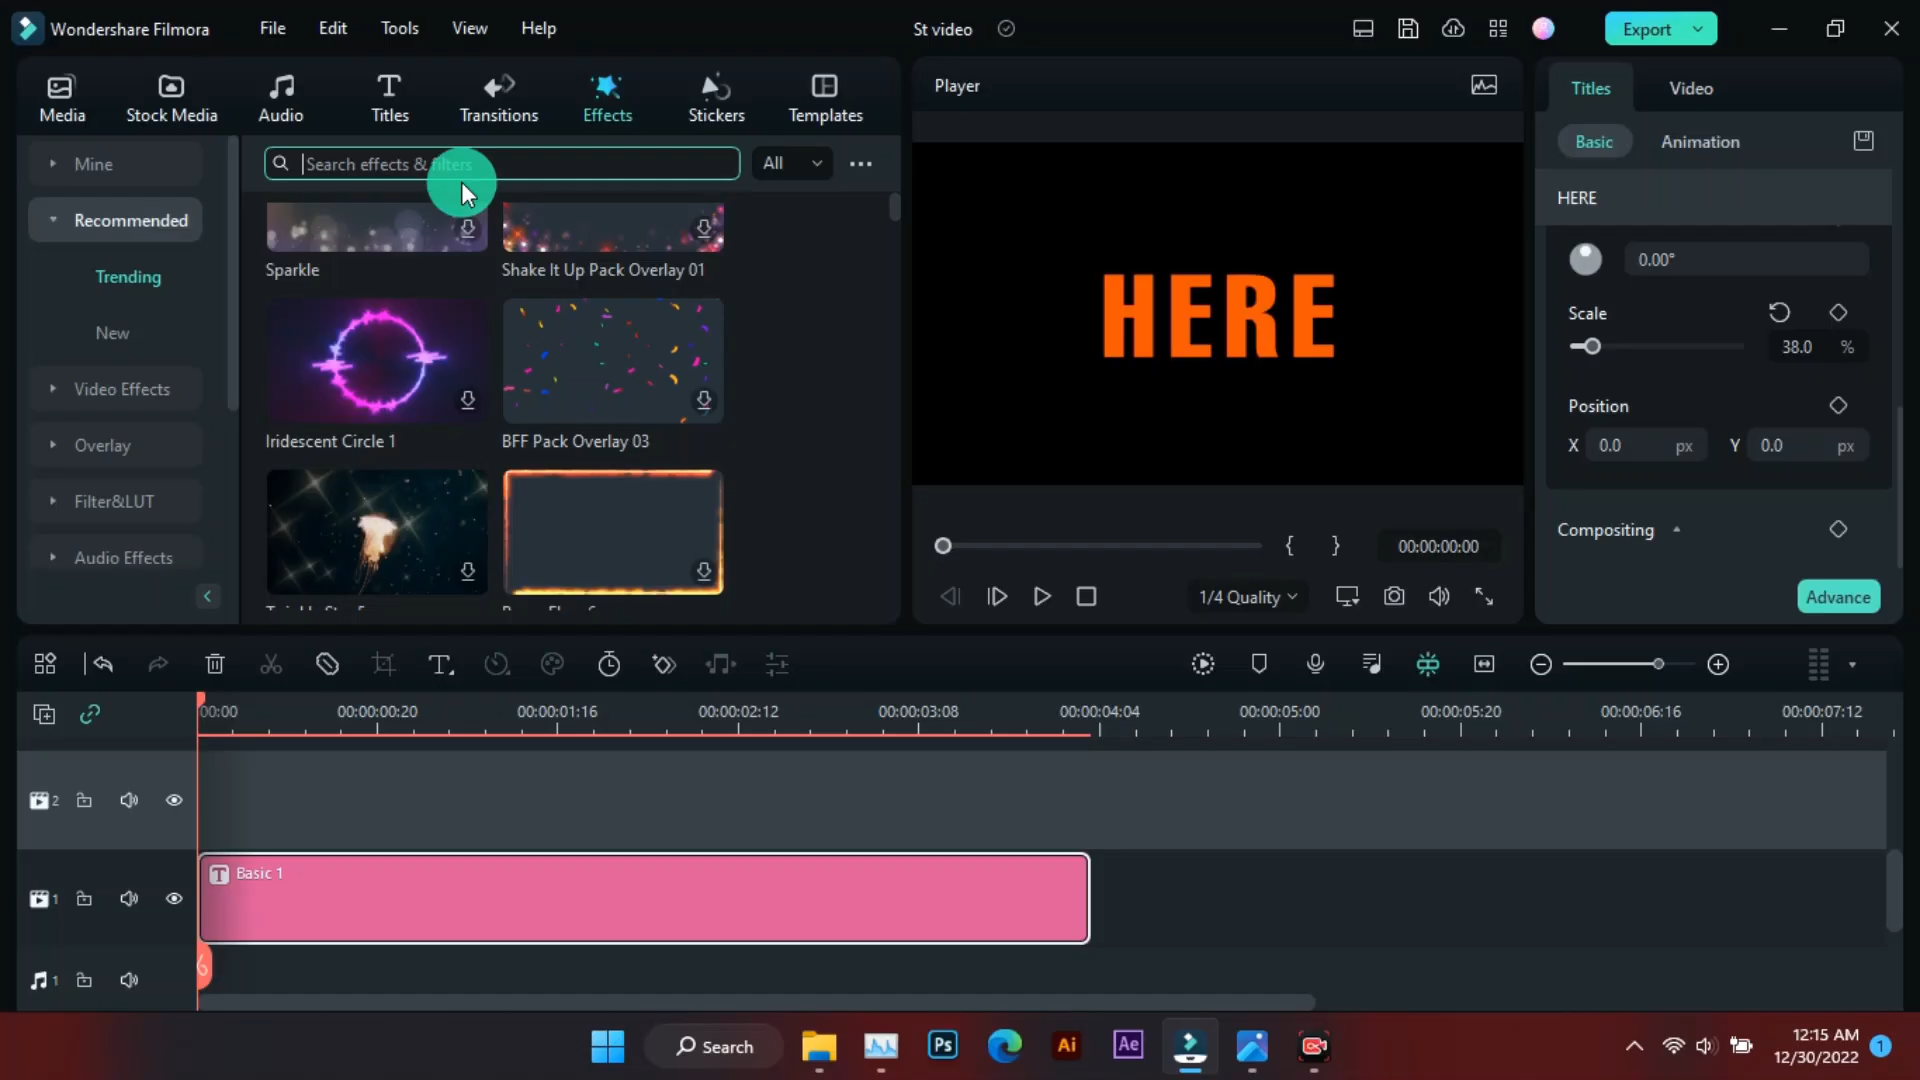 Wondershare Filmora
File
Edit
Tools
View
Help
St video
Export
Media
Stock Media
Audio
Titles
Transitions
Effects
Stickers
Templates
Player
Titles
Video
Mine
Search effects & filters
All
Basic
Animation
HERE
Recommended
Trending
New
Video Effects
Overlay
Filter&LUT
Audio Effects
Sparkle
Shake It Up Pack Overlay 01
Iridescent Circle 1
BFF Pack Overlay 03
HERE
0.00°
Scale
38.0 %
Position
X 0.0 px Y 0.0 px
Compositing
{ }
00:00:00:00
1/4 Quality
Advance
00:00
00:00:00:20
00:00:01:16
00:00:02:12
00:00:03:08
00:00:04:04
00:00:05:00
00:00:05:20
00:00:06:16
00:00:07:12
2
T Basic 1
1
1
Search
Ps
Ai
Ae
12:15 AM
12/30/2022
1